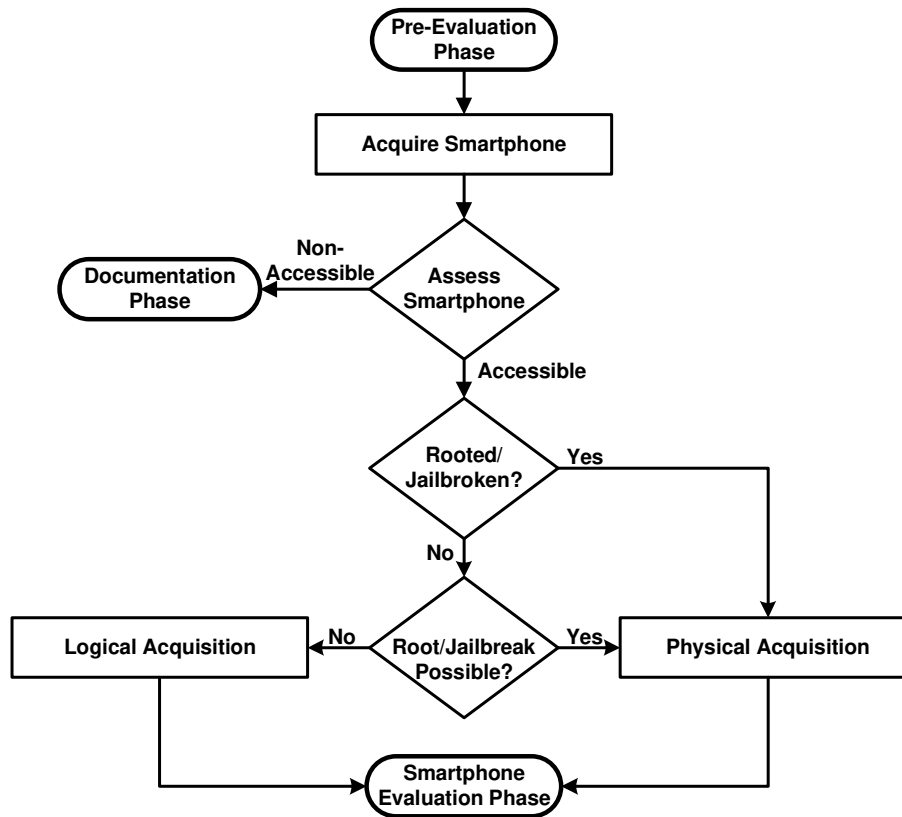 Pre-Evaluation
Phase
Acquire Smartphone
Non-
Accessible
Documentation
Phase
Assess
Smartphone
Accessible
Rooted/
Jailbroken?
Yes
No
Logical Acquisition
No
Root/Jailbreak
Possible?
Yes
Physical Acquisition
Smartphone
Evaluation Phase